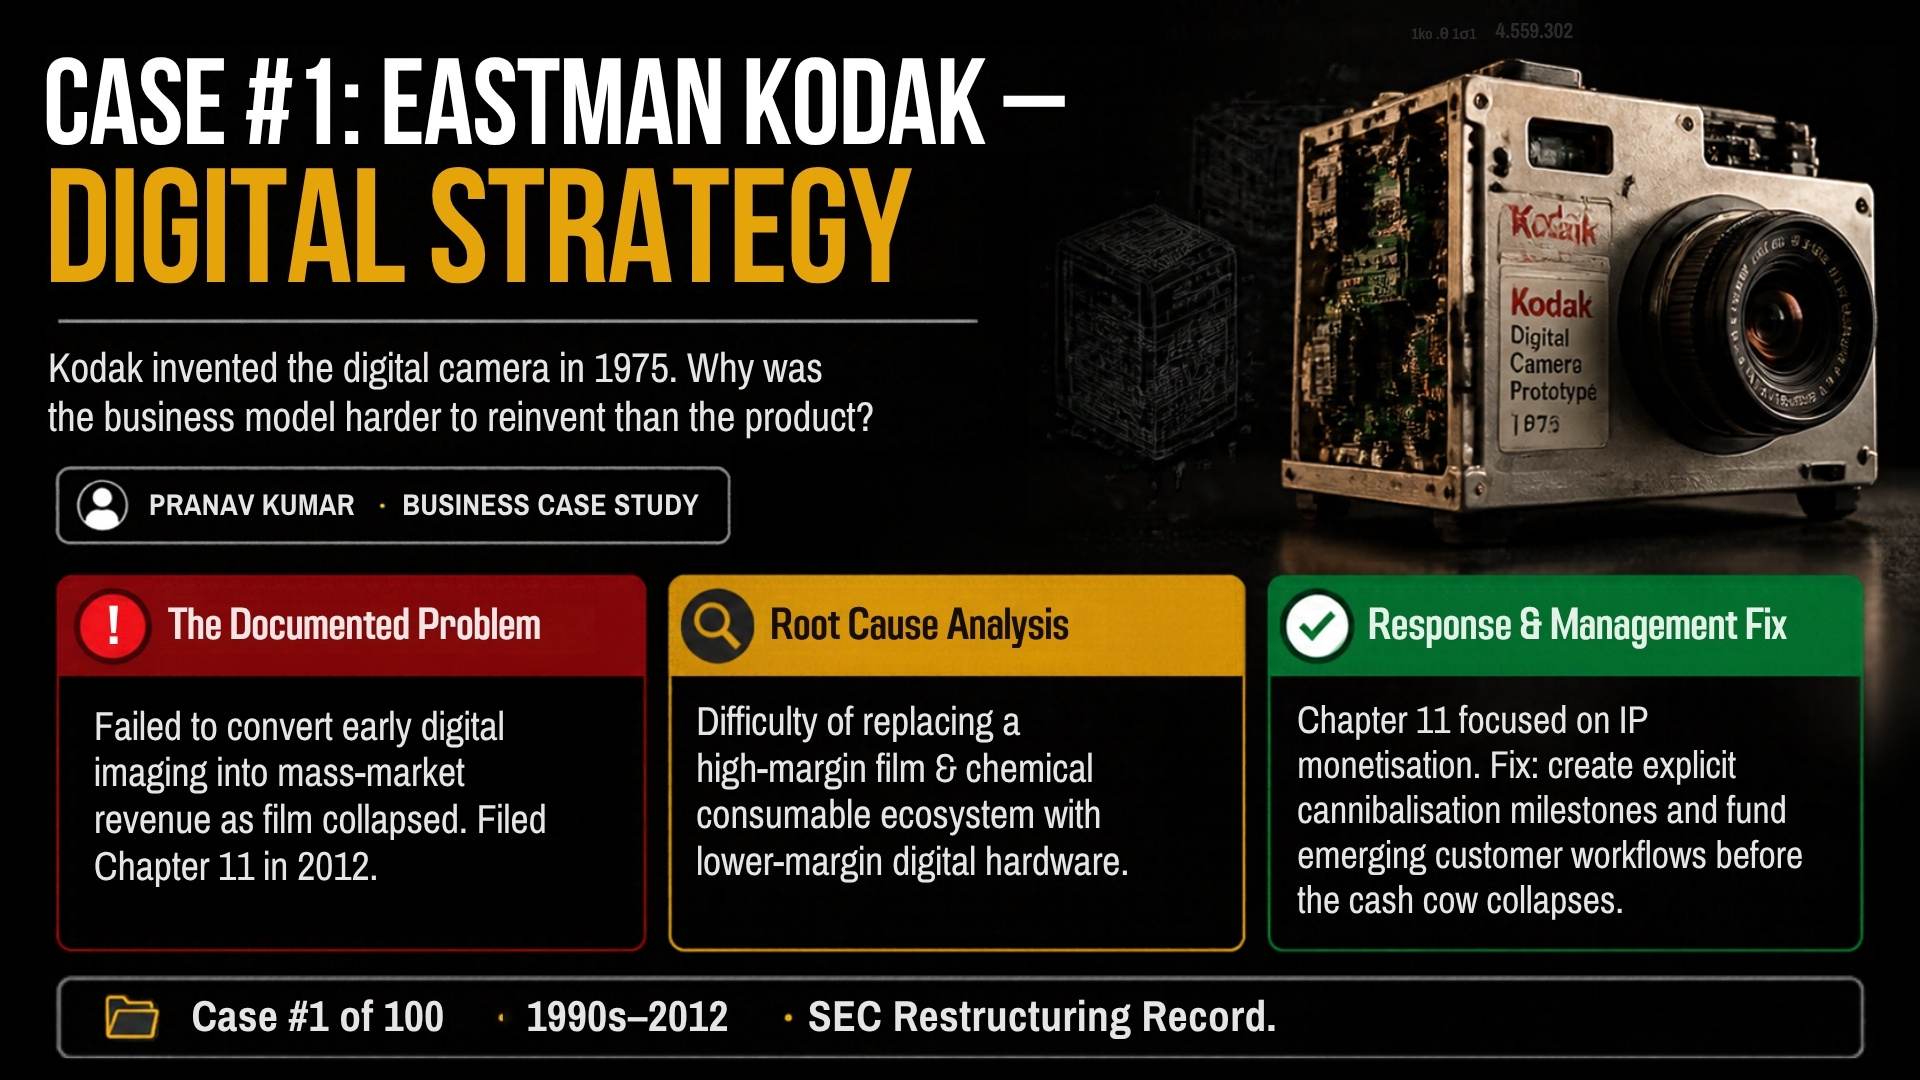 4.559.302
CASE #1: EASTMAN KODAK –
DIGITAL STRATEGY
Kodak invented the digital camera in 1975. Why was
the business model harder to reinvent than the product?
PRANAV KUMAR · BUSINESS CASE STUDY
Kodak
Kodak
Digital
Camera
Prototype
The Documented Problem
Failed to convert early digital
imaging into mass-market
revenue as film collapsed. Filed
Chapter 11 in 2012.
Root Cause Analysis
Difficulty of replacing a
high-margin film & chemical
consumable ecosystem with
lower-margin digital hardware.
Response & Management Fix
Chapter 11 focused on IP
monetisation. Fix: create explicit
cannibalisation milestones and fund
emerging customer workflows before
the cash cow collapses.
Case #1 of 100 · 1990s–2012 · SEC Restructuring Record.